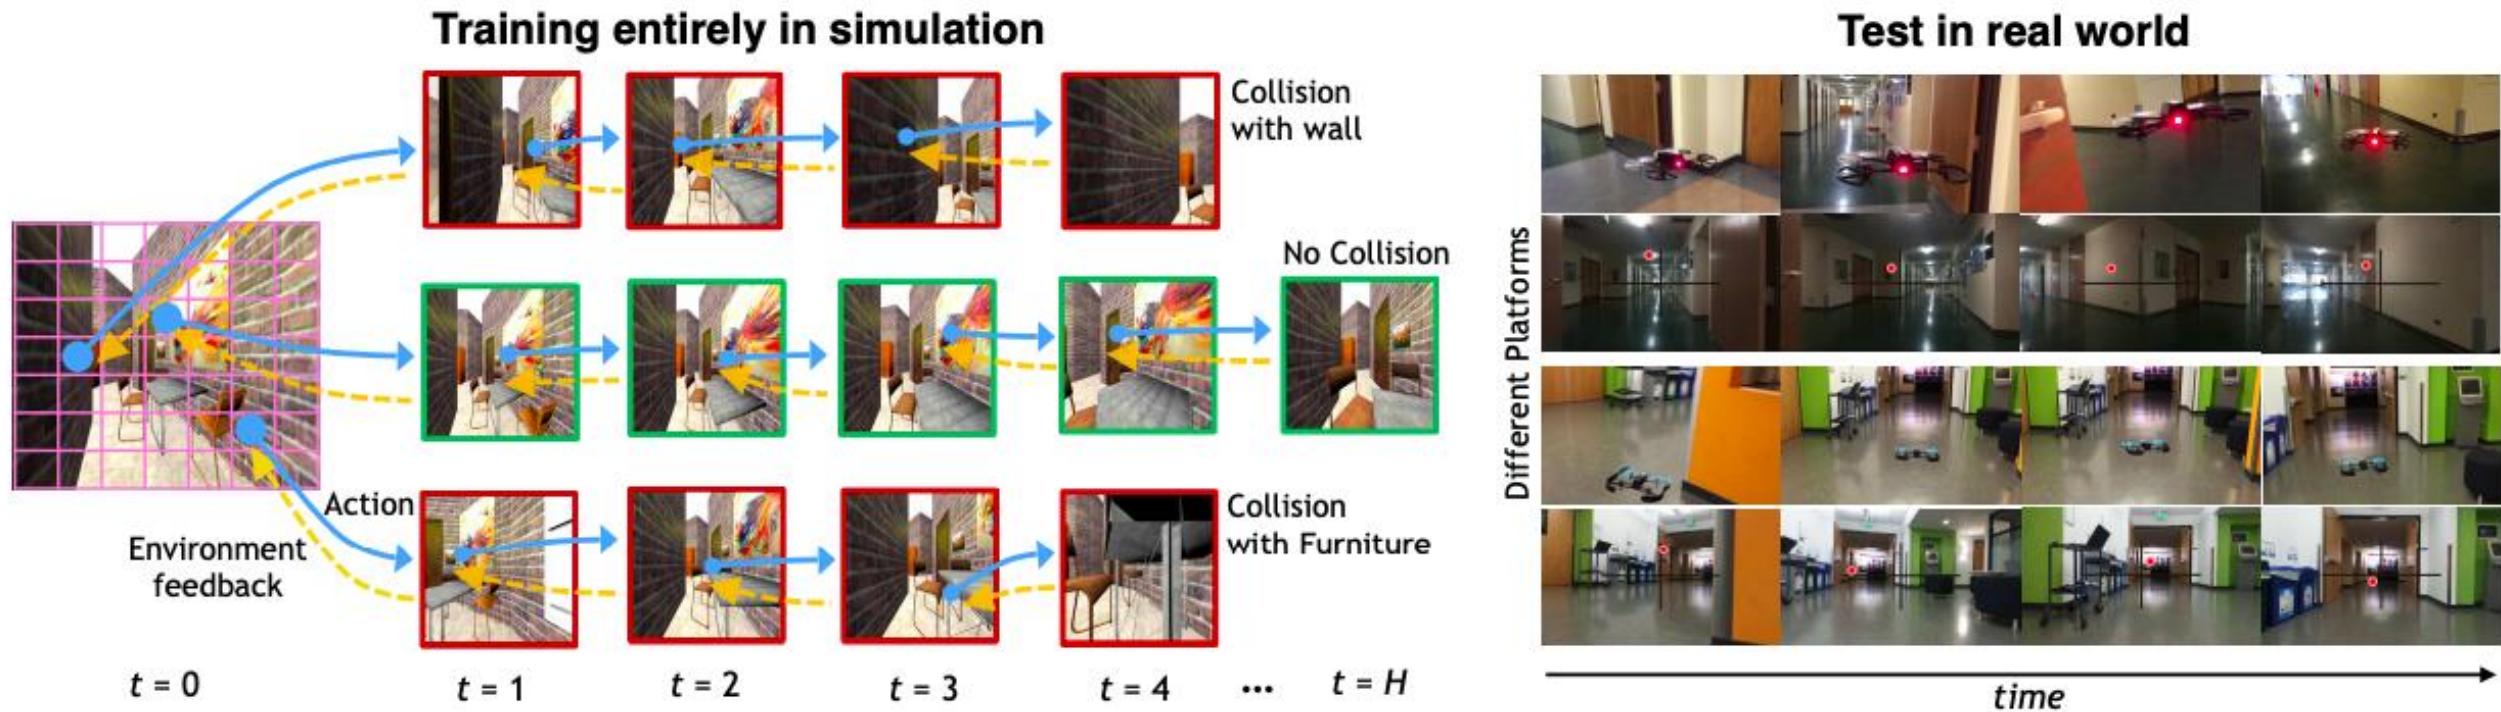 Training entirely in simulation
Collision
with wall
No Collision
Action
Environment
feedback
Collision
with Furniture
t = 0
t = 1
t = 2
t = 3
t = 4
...
t = H
Test in real world
Different Platforms
time